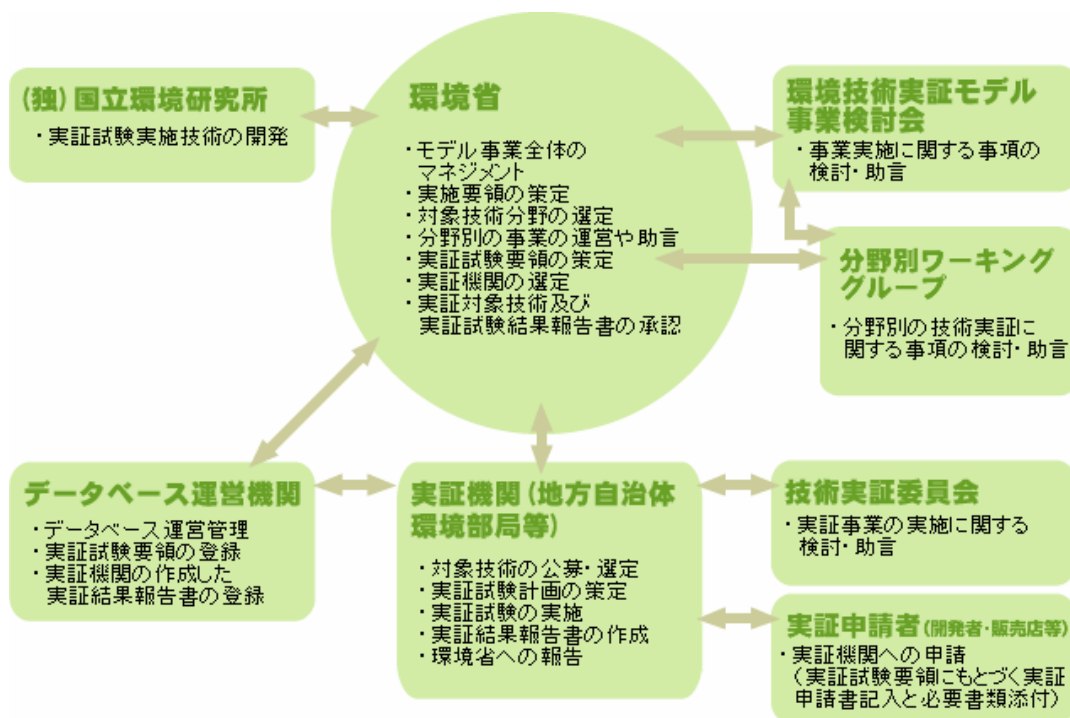 (独)国立環境研究所
・実証試験実施技術の開発
環境省
・モデル事業全体の
マネジメント
・実施要領の策定
・対象技術分野の選定
・分野別の事業の運営や助言
・実証試験要領の策定
・実証機関の選定
・実証対象技術及び
実証試験結果報告書の承認
環境技術実証モデル
事業検討会
・事業実施に関する事項の
検討・助言
分野別ワーキング
グループ
・分野別の技術実証に
関する事項の検討・助言
データベース運営機関
・データベース運営管理
・実証試験要領の登録
・実証機関の作成した
実証結果報告書の登録
実証機関(地方自治体
環境部局等)
・対象技術の公募・選定
・実証試験計画の策定
・実証試験の実施
・実証結果報告書の作成
・環境省への報告
技術実証委員会
・実証事業の実施に関する
検討・助言
実証申請者(開発者・販売店等)
・実証機関への申請
(実証試験要領にもとづく実証
申請書記入と必要書類添付)